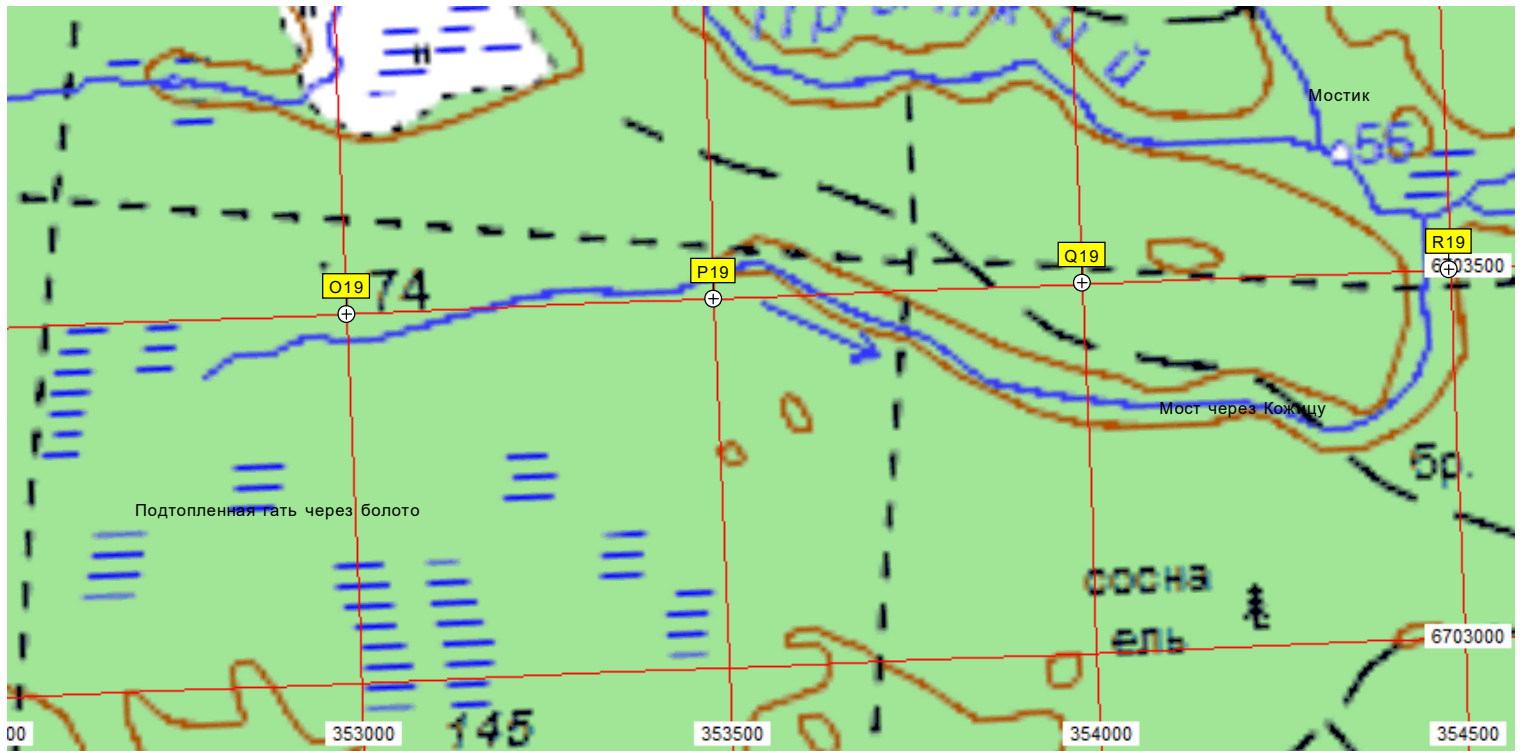 Мостик
56
R19
Q19
6703500
P19
O19
74
Мост через Кожицу
бр.
Подтопленная гать через болото
сосна
ель
6703000
145
00
353000
353500
354000
354500